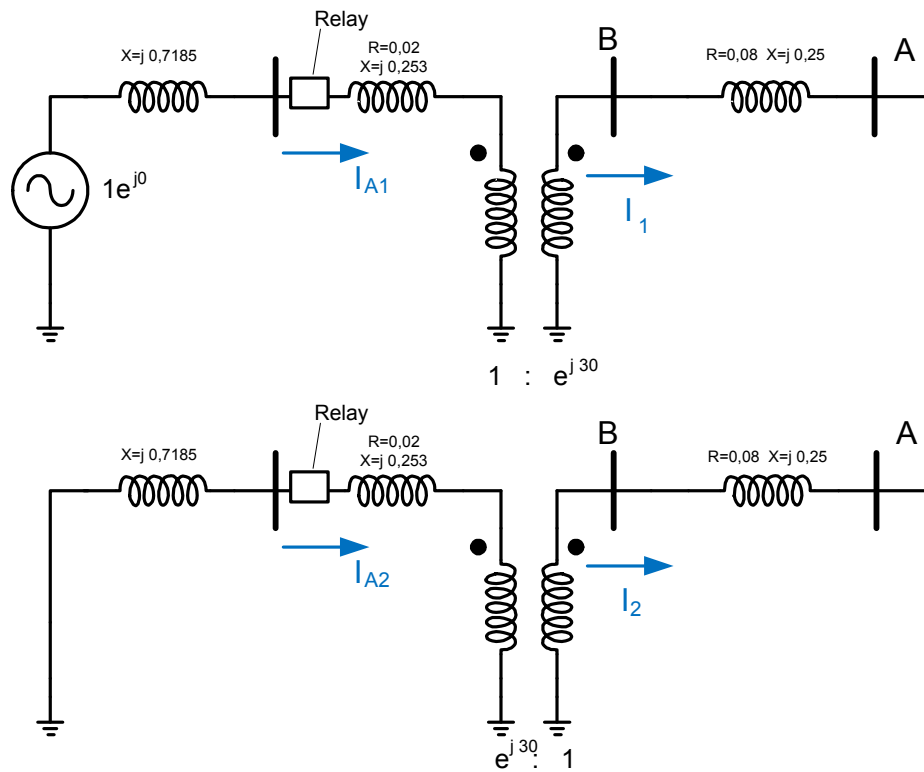 Relay
X=j 0,7185
R=0,02
X=j 0,253
B
R=0,08 X=j 0,25
A
1e^j0
I_A1
I_1
1 : e^j 30
Relay
X=j 0,7185
R=0,02
X=j 0,253
B
R=0,08 X=j 0,25
A
I_A2
I_2
e^j 30: 1